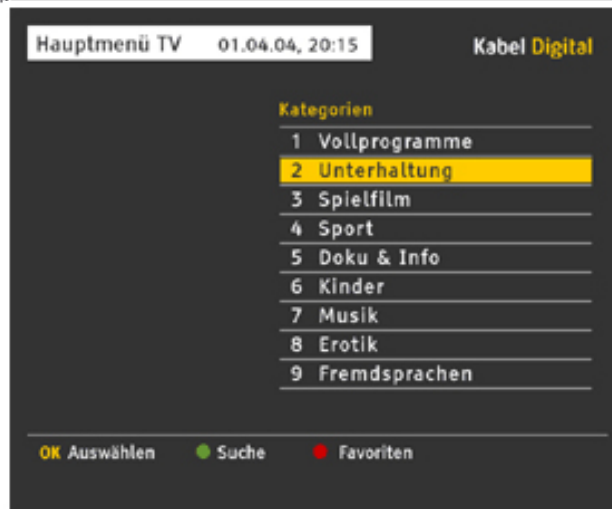 Hauptmenü TV 01.04.04, 20:15 Kabel Digital
Kategorien
1 Vollprogramme
2 Unterhaltung
3 Spielfilm
4 Sport
5 Doku & Info
6 Kinder
7 Musik
8 Erotik
9 Fremdsprachen
OK Auswählen Suche Favoriten